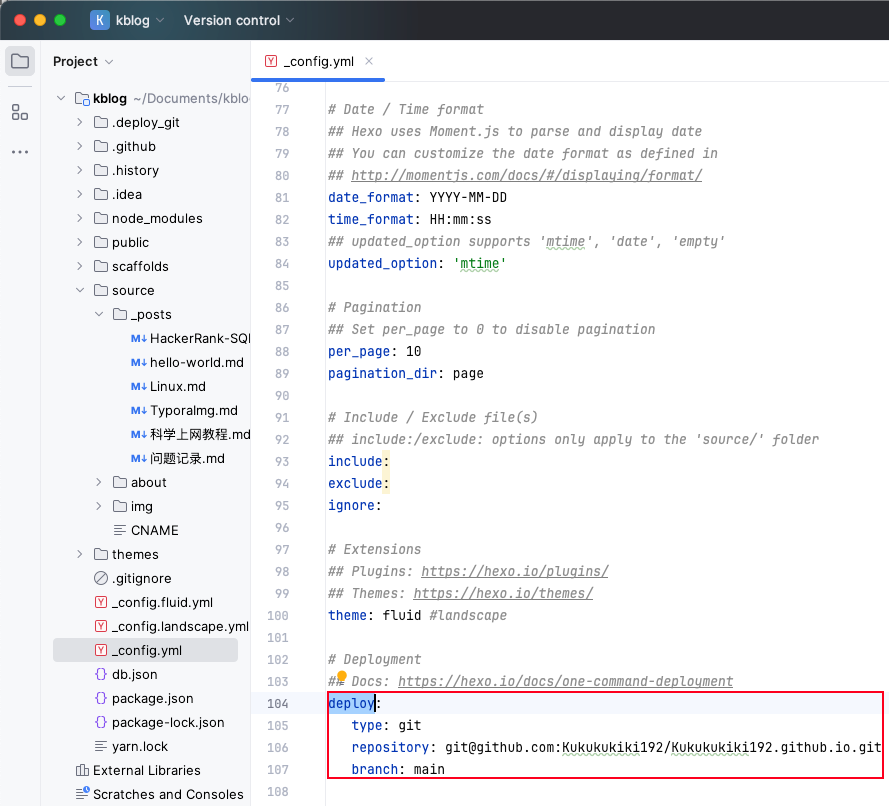 K kblog Version control
Project
kblog ~/Documents/kblo
.deploy_git
.github
.history
.idea
node_modules
public
scaffolds
source
_posts
HackerRank-SQL
hello-world.md
Linux.md
TyporaImg.md
科学上网教程.md
问题记录.md
about
img
CNAME
themes
.gitignore
_config.fluid.yml
_config.landscape.yml
_config.yml
db.json
package.json
package-lock.json
yarn.lock
External Libraries
Scratches and Consoles
_config.yml
76
77 # Date / Time format
78 ## Hexo uses Moment.js to parse and display date
79 ## You can customize the date format as defined in
80 ## http://momentjs.com/docs/#/displaying/format/
81 date_format: YYYY-MM-DD
82 time_format: HH:mm:ss
83 ## updated_option supports 'mtime', 'date', 'empty'
84 updated_option: 'mtime'
85
86 # Pagination
87 ## Set per_page to 0 to disable pagination
88 per_page: 10
89 pagination_dir: page
90
91 # Include / Exclude file(s)
92 ## include:/exclude: options only apply to the 'source/' folder
93 include:
94 exclude:
95 ignore:
96
97 # Extensions
98 ## Plugins: https://hexo.io/plugins/
99 ## Themes: https://hexo.io/themes/
100 theme: fluid #landscape
101
102 # Deployment
103 ## Docs: https://hexo.io/docs/one-command-deployment
104 deploy:
105 type: git
106 repository: git@github.com:Kukukukiki192/Kukukukiki192.github.io.git
107 branch: main
108